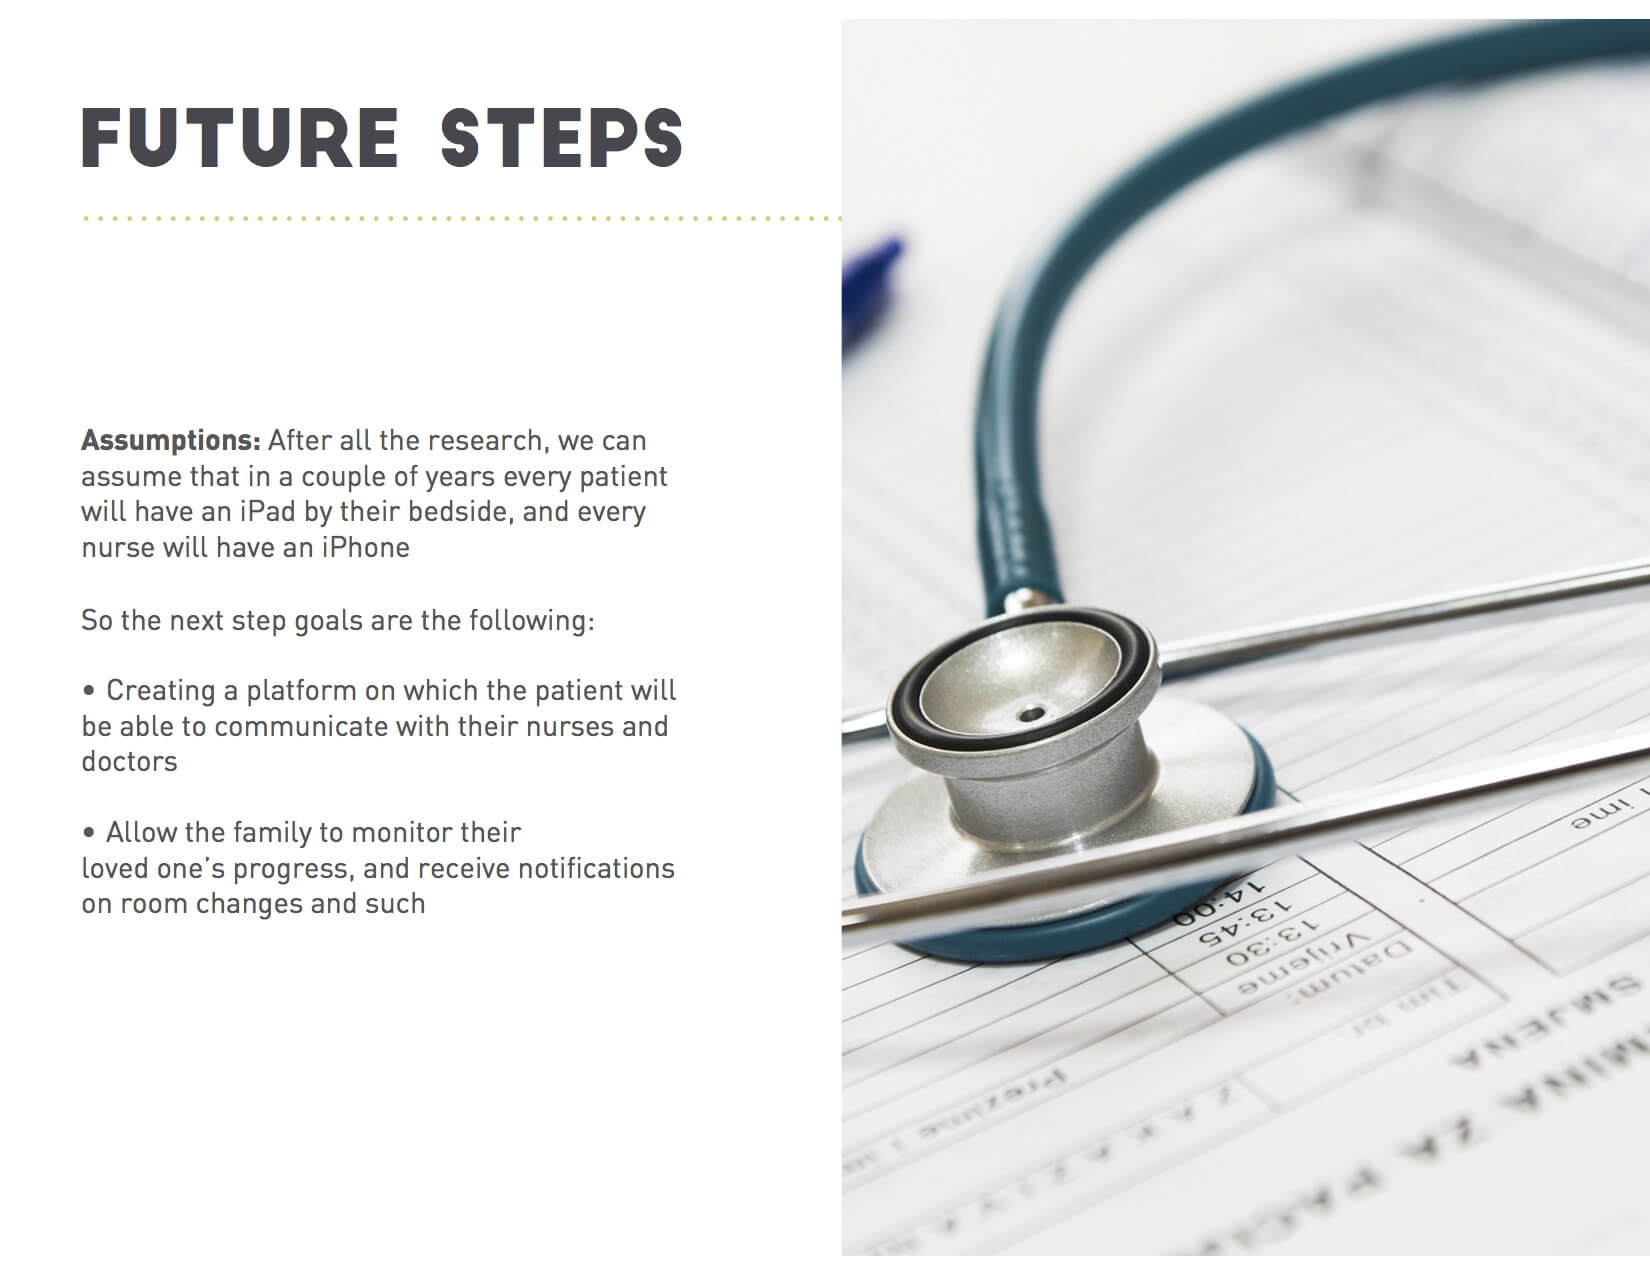 FUTURE STEPS
Assumptions: After all the research, we can
assume that in a couple of years every patient
will have an iPad by their bedside, and every
nurse will have an iPhone
So the next step goals are the following:
• Creating a platform on which the patient will
be able to communicate with their nurses and
doctors
• Allow the family to monitor their
loved one's progress, and receive notifications
on room changes and such
14:00
13:45
13:30
Vrijeme
Datum:
SMJENA
ZA
Prezime i